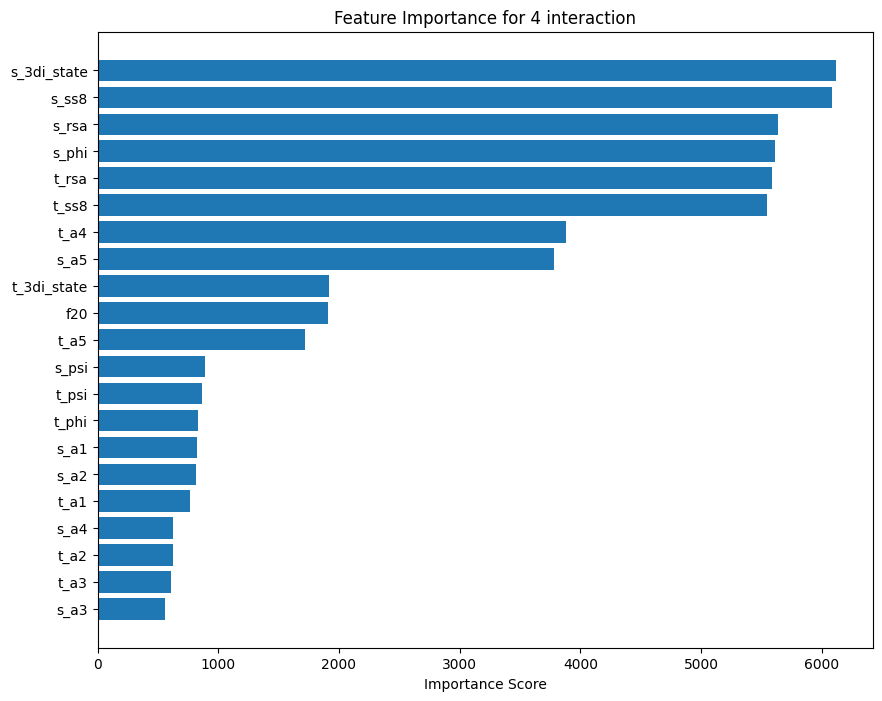 Feature Importance for 4 interaction
s_3di_state
s_ss8
s_rsa
s_phi
t_rsa
t_ss8
t_a4
s_a5
t_3di_state
f20
t_a5
s_psi
t_psi
t_phi
s_a1
s_a2
t_a1
s_a4
t_a2
t_a3
s_a3
0 1000 2000 3000 4000 5000 6000
Importance Score